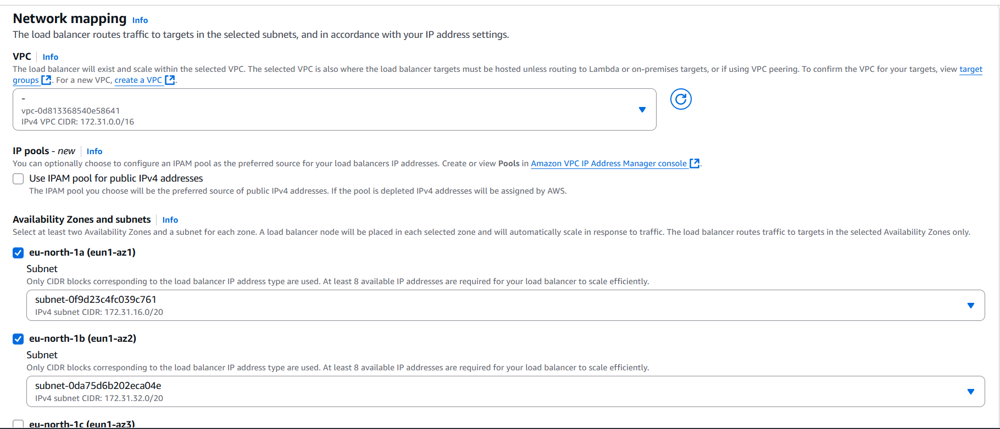 Network mapping Info
The load balancer routes traffic to targets in the selected subnets, and in accordance with your IP address settings.
VPC Info
The load balancer will exist and scale within the selected VPC. The selected VPC is also where the load balancer targets must be hosted unless routing to Lambda or on-premises targets, or if using VPC peering. To confirm the VPC for your targets, view target
groups. For a new VPC, create a VPC.
-
vpc-0d813368540e58641
IPv4 VPC CIDR: 172.31.0.0/16
IP pools - new Info
You can optionally choose to configure an IPAM pool as the preferred source for your load balancers IP addresses. Create or view Pools in Amazon VPC IP Address Manager console.
Use IPAM pool for public IPv4 addresses
The IPAM pool you choose will be the preferred source of public IPv4 addresses. If the pool is depleted IPv4 addresses will be assigned by AWS.
Availability Zones and subnets Info
Select at least two Availability Zones and a subnet for each zone. A load balancer node will be placed in each selected zone and will automatically scale in response to traffic. The load balancer routes traffic to targets in the selected Availability Zones only.
eu-north-1a (eun1-az1)
Subnet
Only CIDR blocks corresponding to the load balancer IP address type are used. At least 8 available IP addresses are required for your load balancer to scale efficiently.
subnet-0f9d23c4fc039c761
IPv4 subnet CIDR: 172.31.16.0/20
eu-north-1b (eun1-az2)
Subnet
Only CIDR blocks corresponding to the load balancer IP address type are used. At least 8 available IP addresses are required for your load balancer to scale efficiently.
subnet-0da75d6b202eca04e
IPv4 subnet CIDR: 172.31.32.0/20
eu-north-1c (eun1-az3)